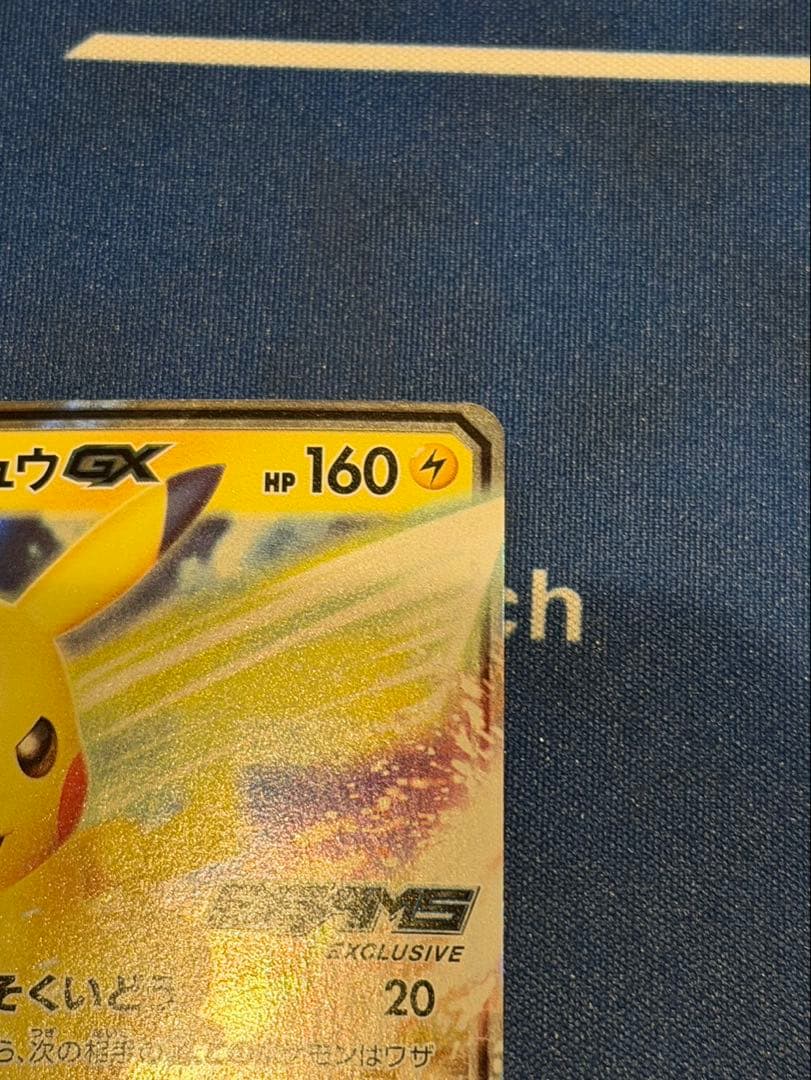 ュウGX HP 160
ch
BEAMS
EXCLUSIVE
そくいどう 20
ら、次の相手の ポケモンはワザ